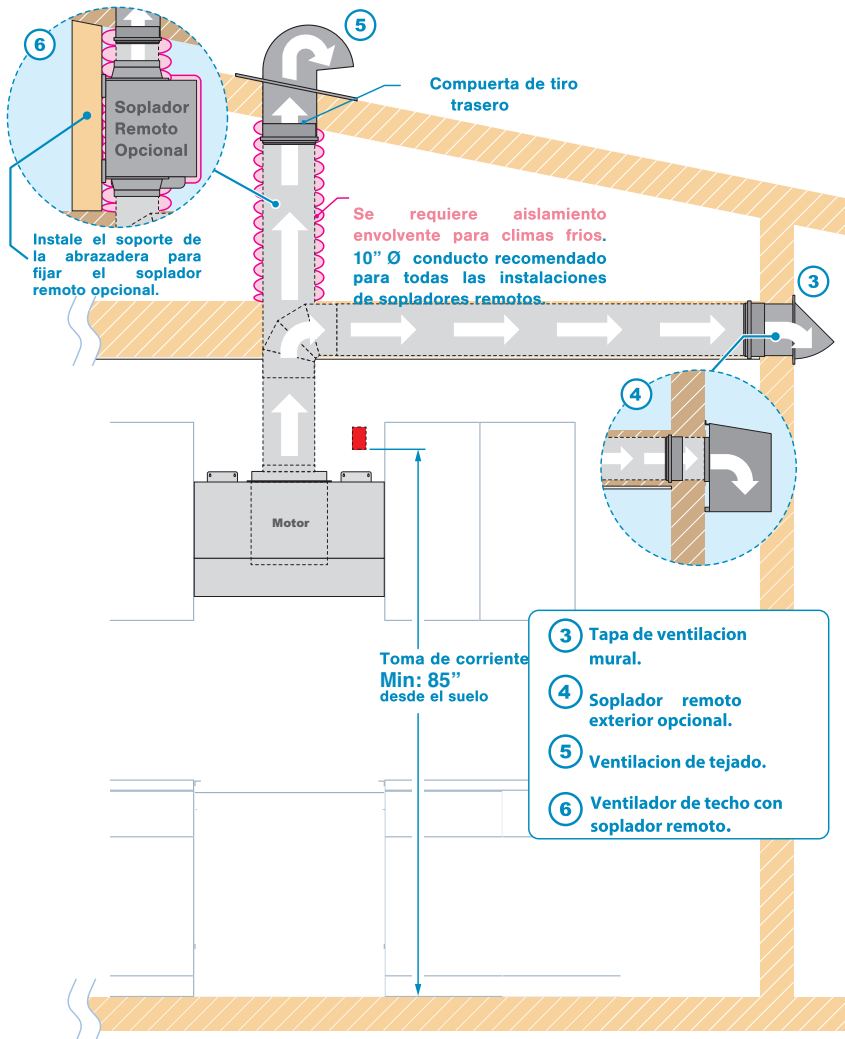 6
5
Compuerta de tiro
trasero
Soplador
Remoto
Opcional
Se requiere aislamiento
envolvente para climas frios.
10” Ø conducto recomendado
para todas las instalaciones
de sopladores remotos.
Instale el soporte de
la abrazadera para
fijar el soplador
remoto opcional.
3
4
Motor
Toma de corriente
Min: 85”
desde el suelo
3 Tapa de ventilacion
mural.
4 Soplador remoto
exterior opcional.
5 Ventilacion de tejado.
6 Ventilador de techo con
soplador remoto.